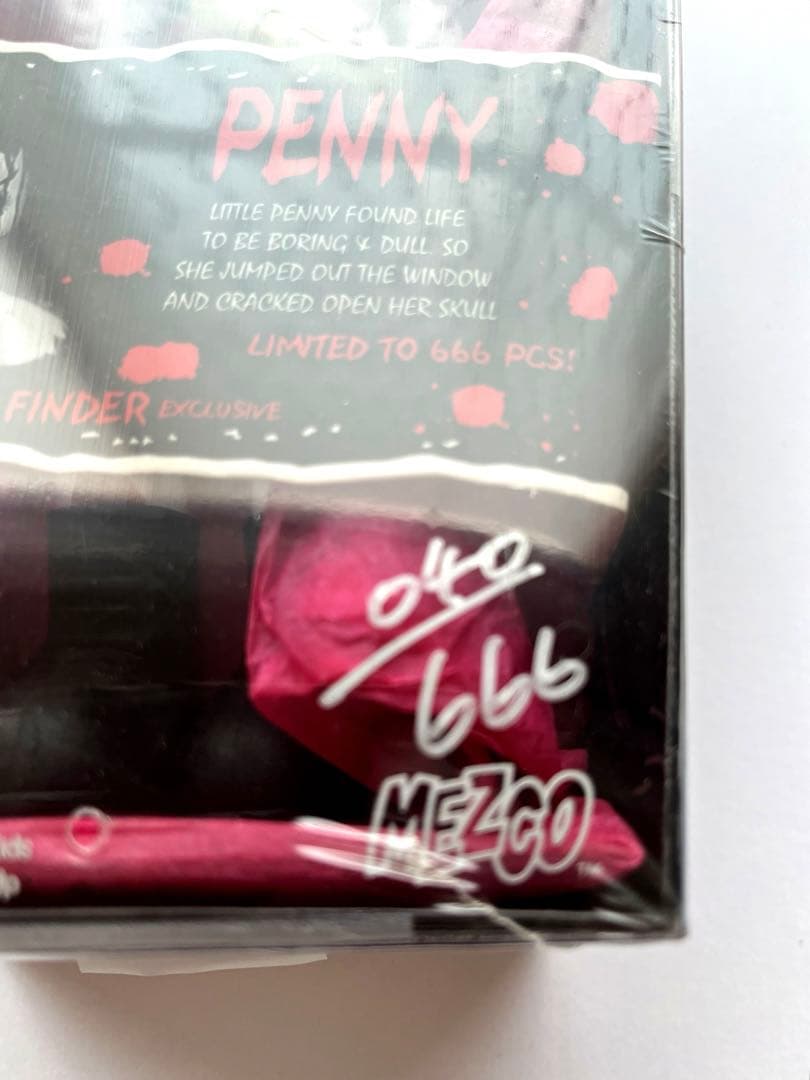 PENNY
LITTLE PENNY FOUND LIFE
TO BE BORING & DULL. SO
SHE JUMPED OUT THE WINDOW
AND CRACKED OPEN HER SKULL
LIMITED TO 666 PCS!
FINDER EXCLUSIVE
040
666
MEZCO